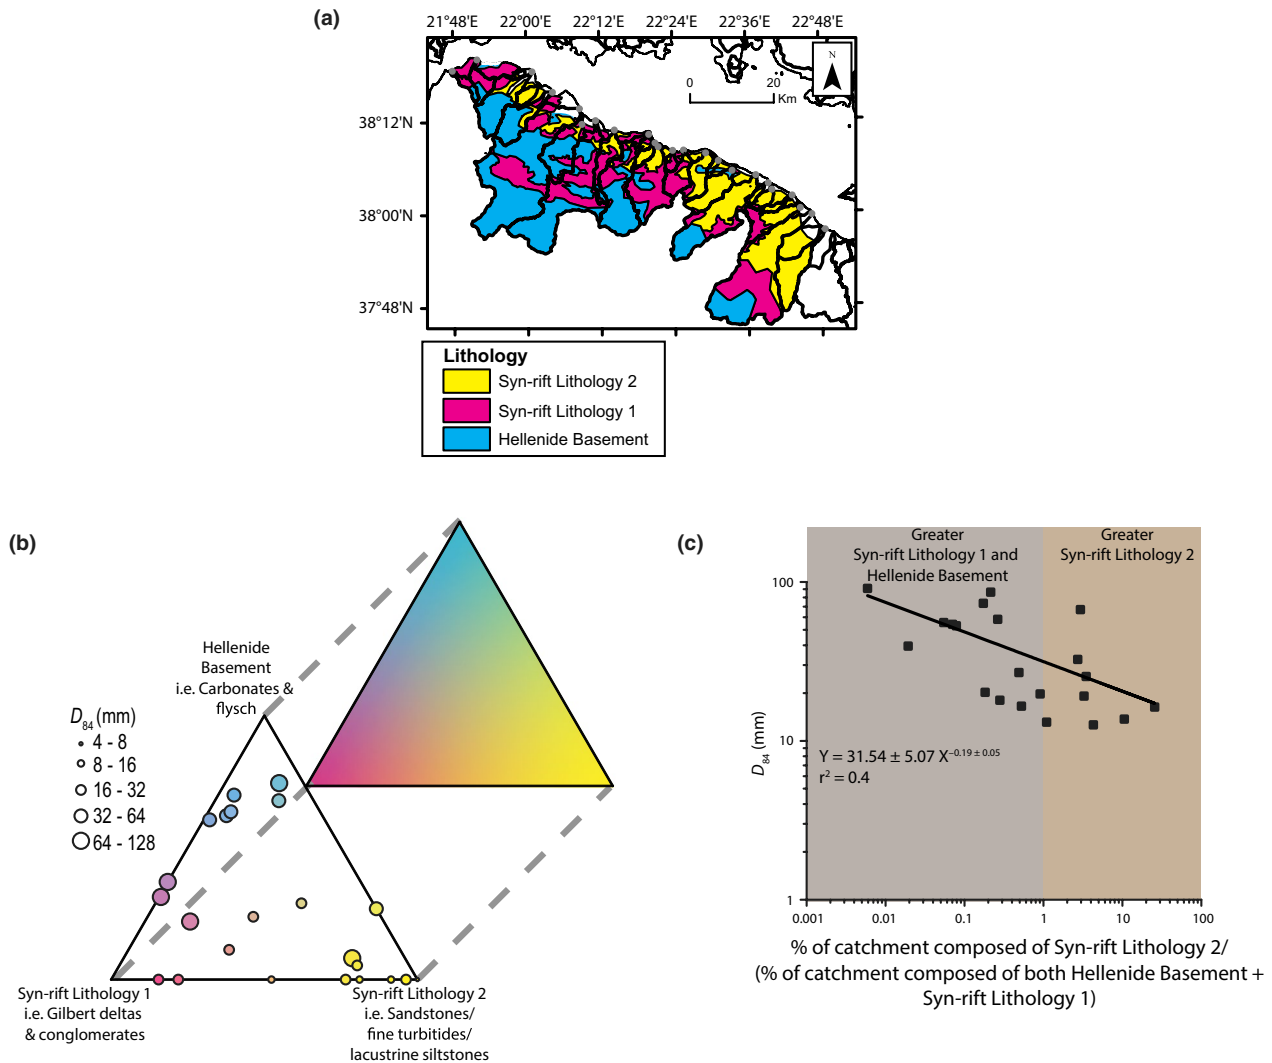 (a)
21°48'E 22°00'E 22°12'E 22°24'E 22°36'E 22°48'E
N
0 20
Km
38°12'N
38°00'N
37°48'N
Lithology
Syn-rift Lithology 2
Syn-rift Lithology 1
Hellenide Basement
(b)
Hellenide
Basement
i.e. Carbonates &
flysch
D84 (mm)
4 - 8
8 - 16
16 - 32
32 - 64
64 - 128
Syn-rift Lithology 1
i.e. Gilbert deltas
& conglomerates
Syn-rift Lithology 2
i.e. Sandstones/
fine turbitides/
lacustrine siltstones
(c)
Greater
Syn-rift Lithology 1 and
Hellenide Basement
Greater
Syn-rift Lithology 2
100
10
1
D84 (mm)
Y = 31.54 ± 5.07 X−0.19 ± 0.05
r2 = 0.4
0.001 0.01 0.1 1 10 100
% of catchment composed of Syn-rift Lithology 2/
(% of catchment composed of both Hellenide Basement +
Syn-rift Lithology 1)